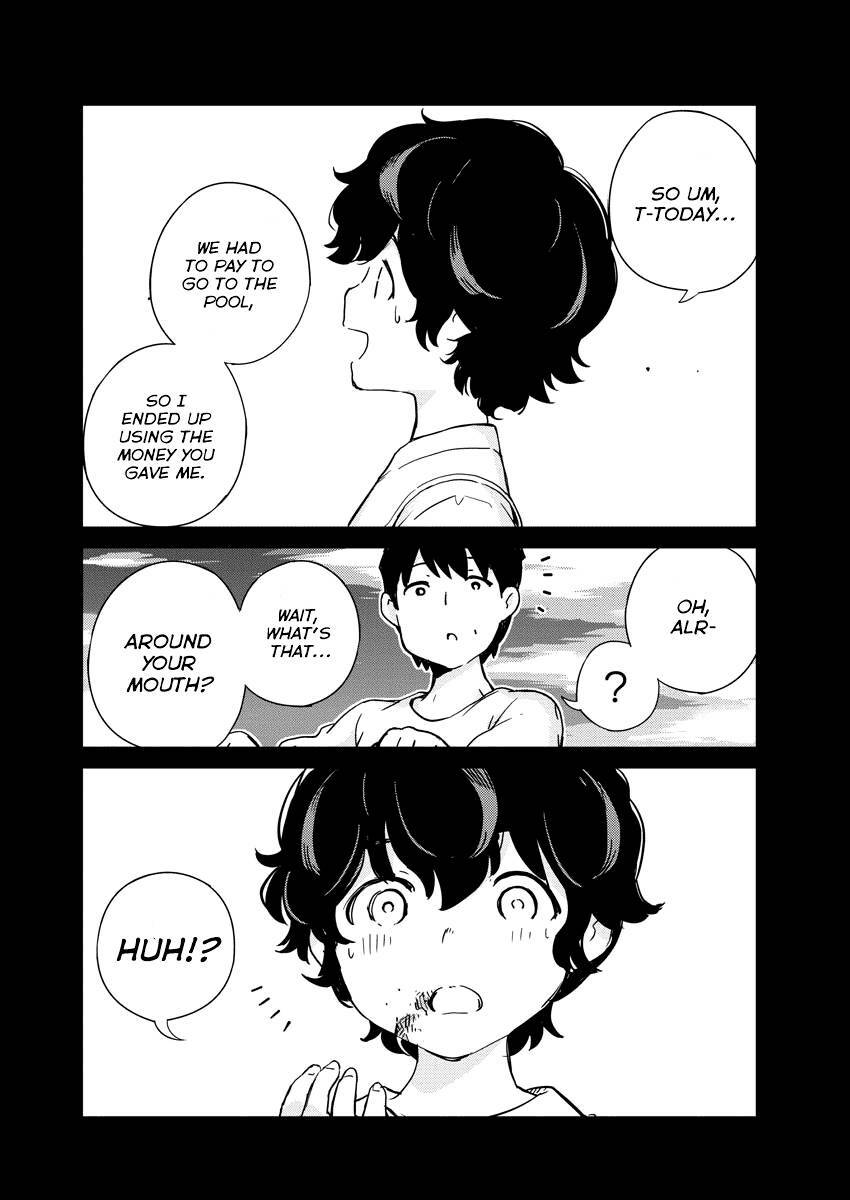 SO UM,
T-TODAY...
WE HAD
TO PAY TO
GO TO THE
POOL,
SO I
ENDED UP
USING THE
MONEY YOU
GAVE ME.
OH,
ALR-
?
WAIT,
WHAT'S
THAT...
AROUND
YOUR
MOUTH?
HUH!?